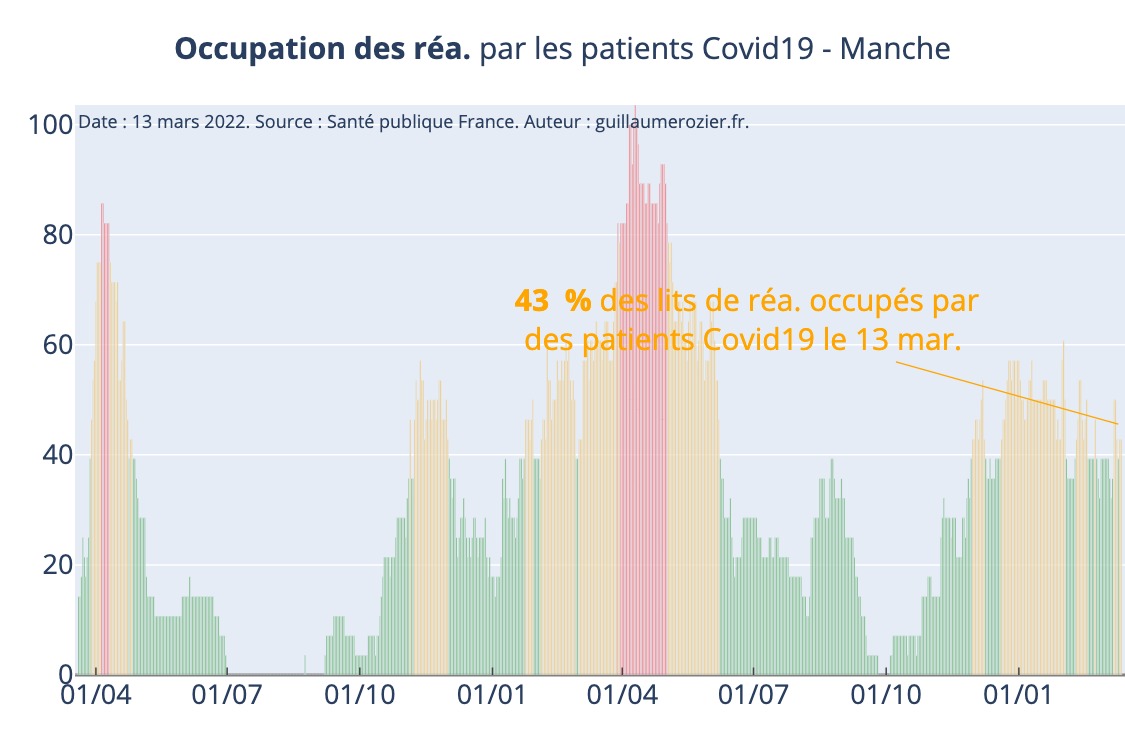 Occupation des réa. par les patients Covid19 - Manche
100
Date : 13 mars 2022. Source : Santé publique France. Auteur : guillaumerozier.fr.
80
43 % des lits de réa. occupés par
des patients Covid19 le 13 mar.
60
40
20
0
01/04 01/07 01/10 01/01 01/04 01/07 01/10 01/01